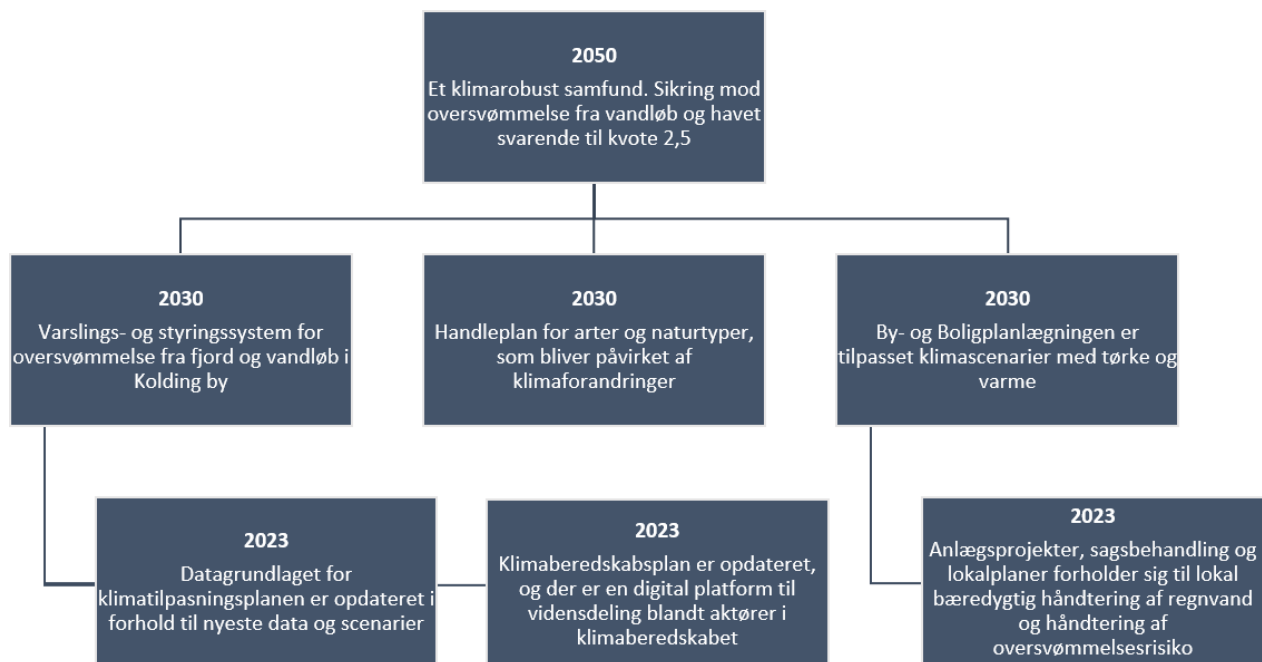 2050
Et klimarobust samfund. Sikring mod
oversvømmelse fra vandløb og havet
svarende til kvote 2,5
2030
Varslings- og styringssystem for
oversvømmelse fra fjord og vandløb i
Kolding by
2030
Handleplan for arter og naturtyper,
som bliver påvirket af
klimaforandringer
2030
By- og Boligplanlægningen er
tilpasset klimascenarier med tørke og
varme
2023
Datagrundlaget for
klimatilpasningsplanen er opdateret i
forhold til nyeste data og scenarier
2023
Klimaberedskabsplan er opdateret,
og der er en digital platform til
vidensdeling blandt aktører i
klimaberedskabet
2023
Anlægsprojekter, sagsbehandling og
lokalplaner forholder sig til lokal
bæredygtig håndtering af regnvand
og håndtering af
oversvømmelsesrisiko